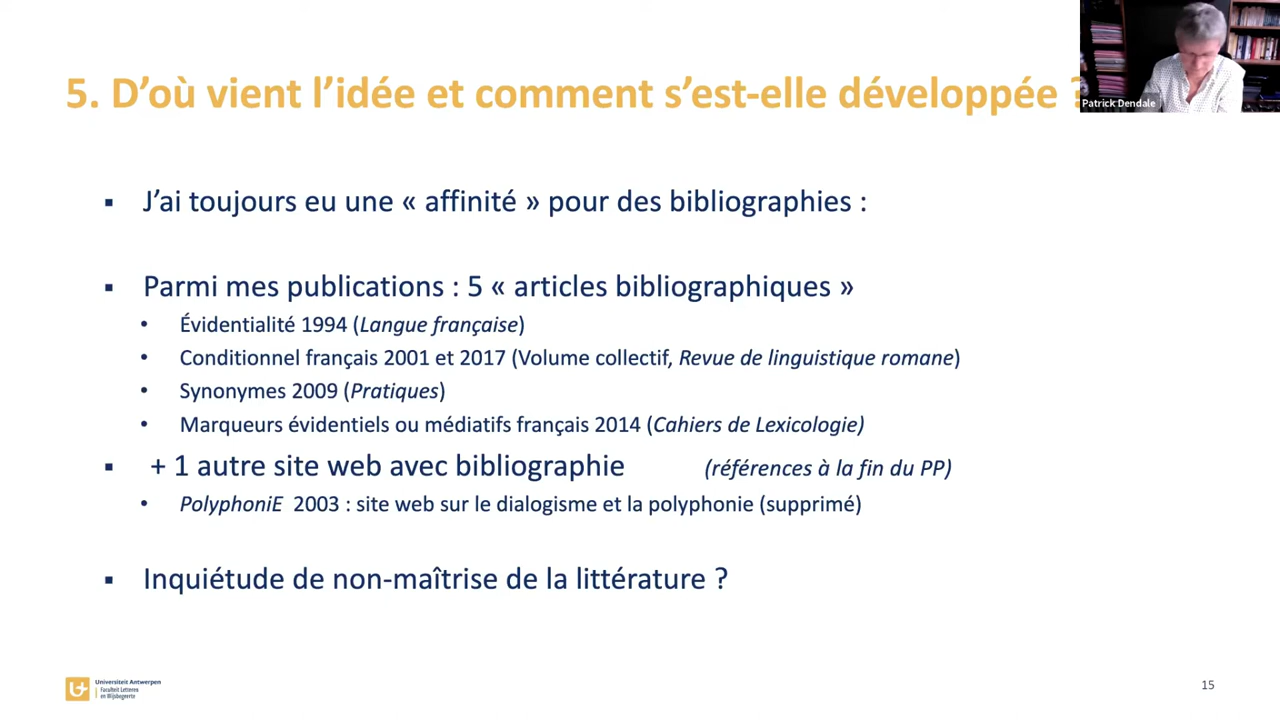 5. D'où vient l'idée et comment s'est-elle développée ?
Patrick Dendale
▪ J'ai toujours eu une « affinité » pour des bibliographies :
▪ Parmi mes publications : 5 « articles bibliographiques »
• Évidentialité 1994 (Langue française)
• Conditionnel français 2001 et 2017 (Volume collectif, Revue de linguistique romane)
• Synonymes 2009 (Pratiques)
• Marqueurs évidentiels ou médiatifs français 2014 (Cahiers de Lexicologie)
▪ + 1 autre site web avec bibliographie (références à la fin du PP)
• PolyphoniE 2003 : site web sur le dialogisme et la polyphonie (supprimé)
▪ Inquiétude de non-maîtrise de la littérature ?
Universiteit Antwerpen
Faculteit Letteren
en Wijsbegeerte
15